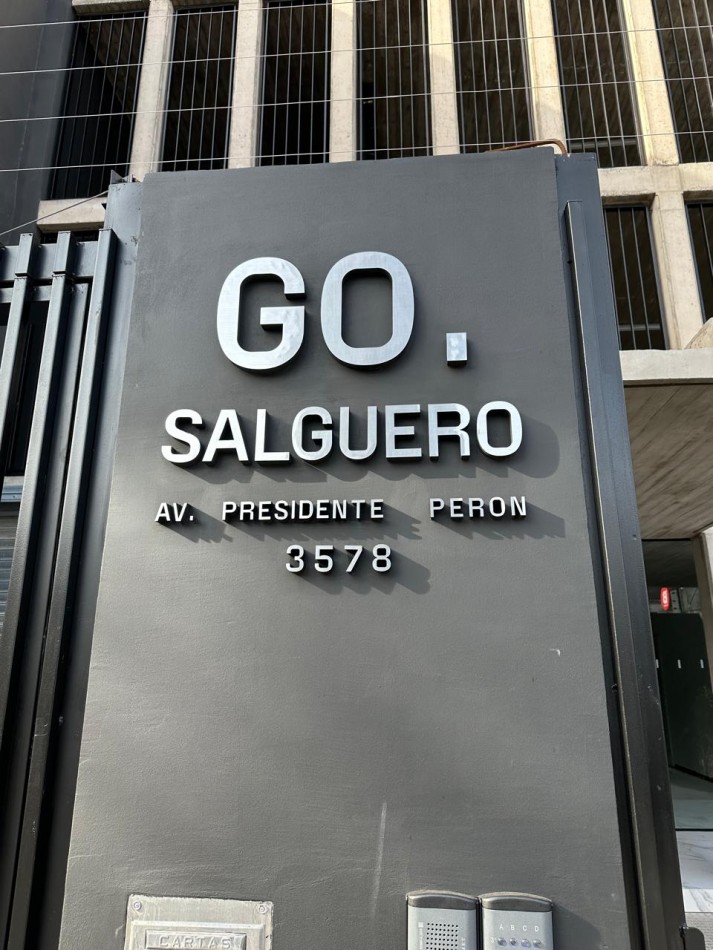 GO.
SALGUERO
AV. PRESIDENTE PERON
3578
CARTAS
A B C D